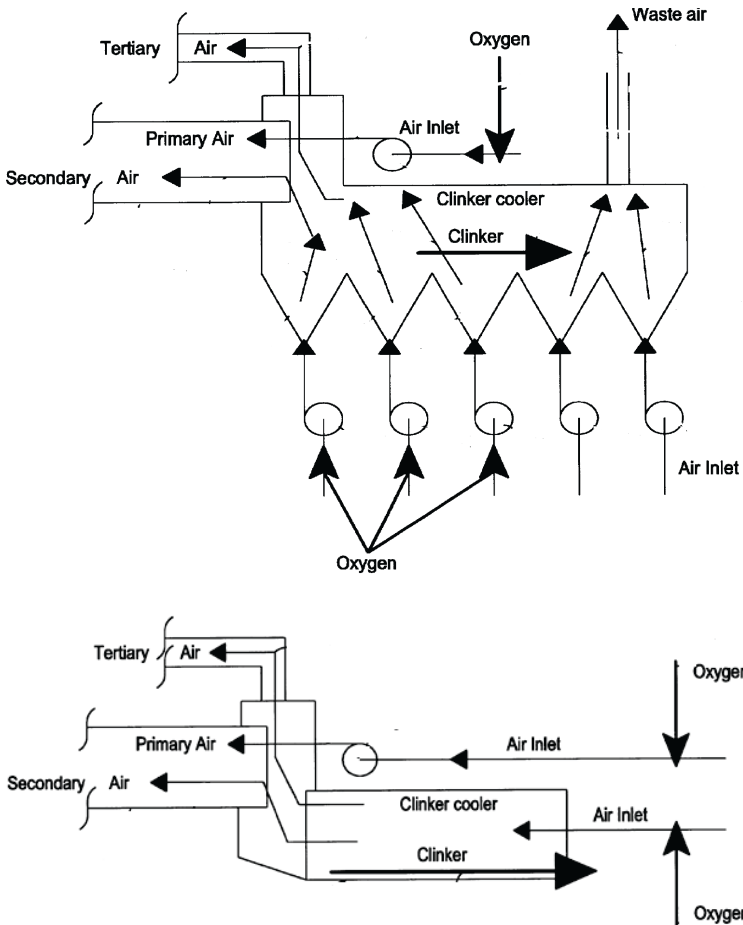 Waste air
Oxygen
Tertiary Air
Air Inlet
Primary Air
Secondary Air
Clinker cooler
Clinker
Air Inlet
Oxygen
Tertiary Air
Oxygen
Primary Air
Air Inlet
Secondary Air
Clinker cooler
Air Inlet
Clinker
Oxygen